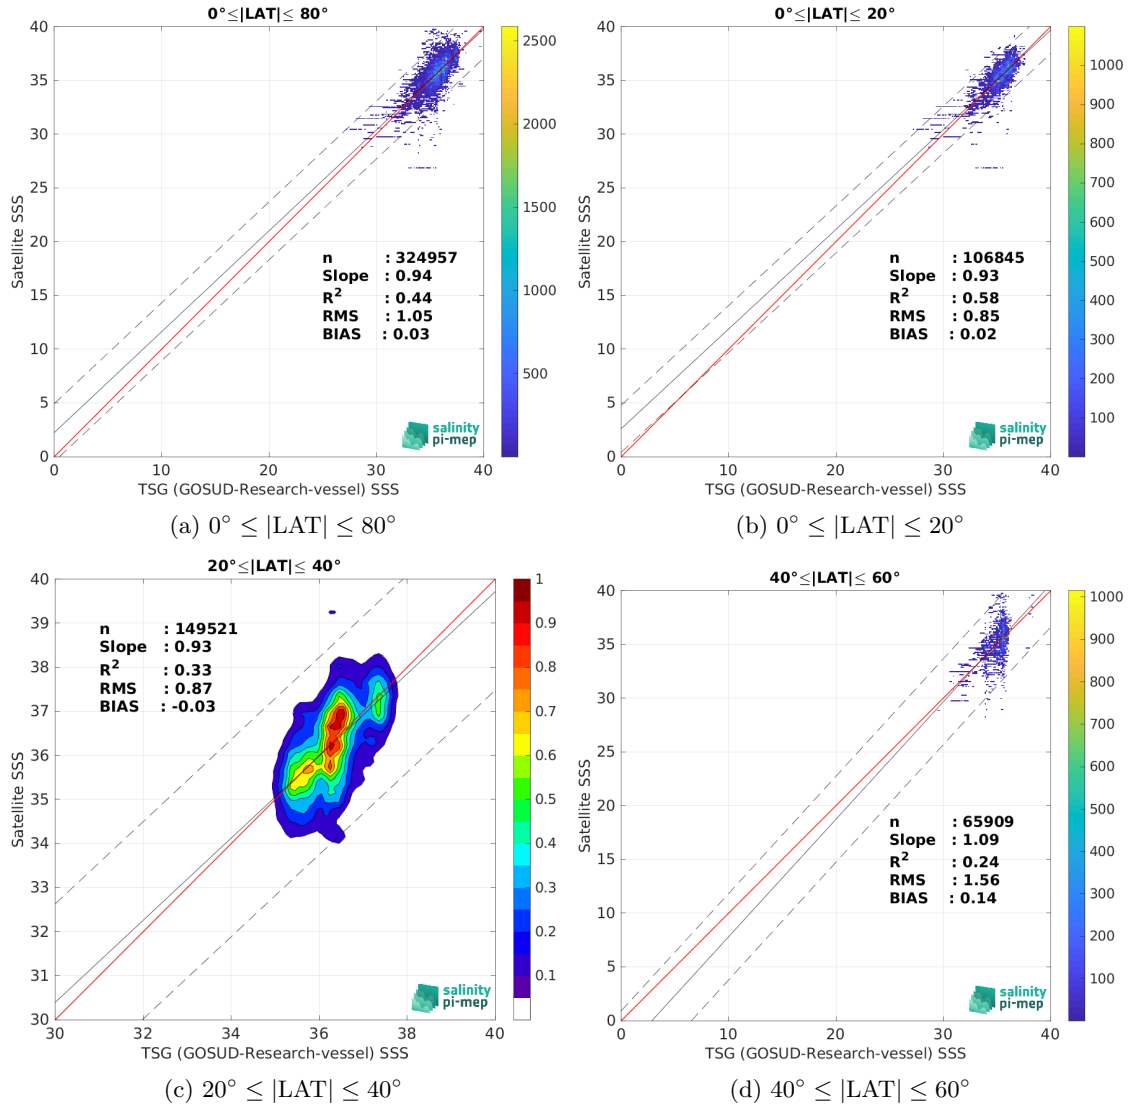 0°≤|LAT|≤ 80°
40
35
30
25
20
15
10
5
0
Satellite SSS
n : 324957
Slope : 0.94
R² : 0.44
RMS : 1.05
BIAS : 0.03
salinity
pi-mep
0 10 20 30 40
TSG (GOSUD-Research-vessel) SSS
2500
2000
1500
1000
500
(a) 0° ≤ |LAT| ≤ 80°
0°≤|LAT|≤ 20°
40
35
30
25
20
15
10
5
0
Satellite SSS
n : 106845
Slope : 0.93
R² : 0.58
RMS : 0.85
BIAS : 0.02
salinity
pi-mep
0 10 20 30 40
TSG (GOSUD-Research-vessel) SSS
1000
900
800
700
600
500
400
300
200
100
(b) 0° ≤ |LAT| ≤ 20°
20°≤|LAT|≤ 40°
40
39
38
37
36
35
34
33
32
31
30
Satellite SSS
n : 149521
Slope : 0.93
R² : 0.33
RMS : 0.87
BIAS : -0.03
salinity
pi-mep
30 32 34 36 38 40
TSG (GOSUD-Research-vessel) SSS
1
0.9
0.8
0.7
0.6
0.5
0.4
0.3
0.2
0.1
(c) 20° ≤ |LAT| ≤ 40°
40°≤|LAT|≤ 60°
40
35
30
25
20
15
10
5
0
Satellite SSS
n : 65909
Slope : 1.09
R² : 0.24
RMS : 1.56
BIAS : 0.14
salinity
pi-mep
0 10 20 30 40
TSG (GOSUD-Research-vessel) SSS
1000
900
800
700
600
500
400
300
200
100
(d) 40° ≤ |LAT| ≤ 60°